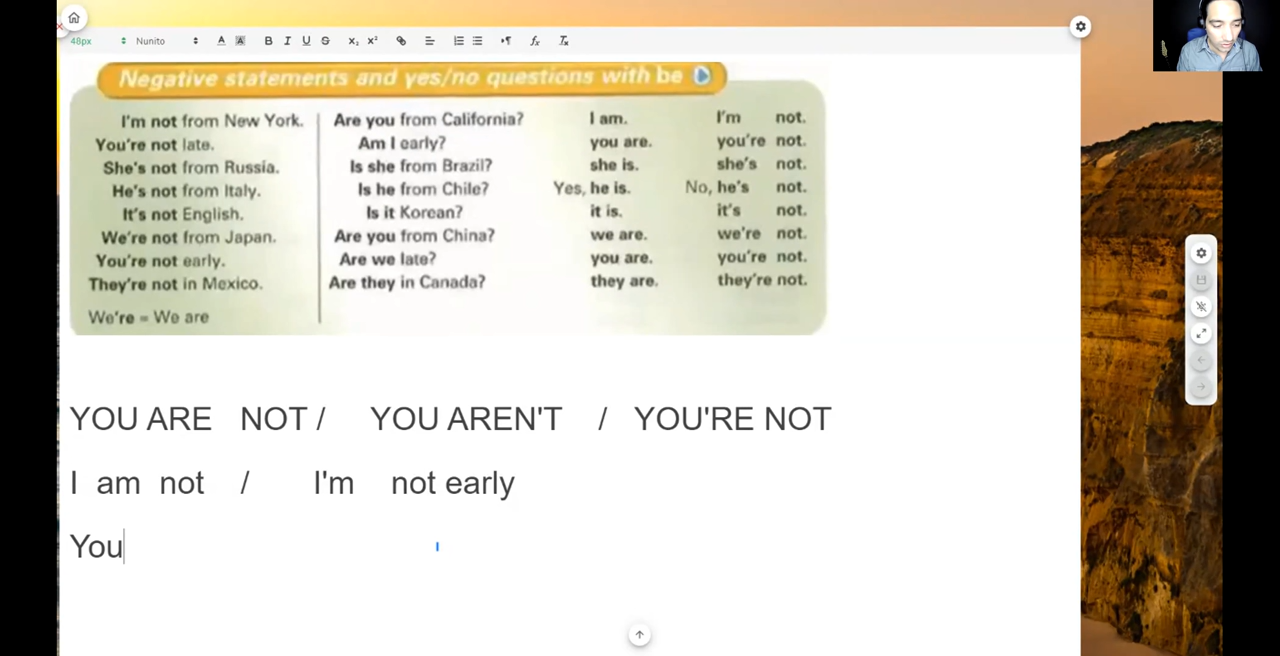 48px Nunito
Negative statements and yes/no questions with be
I'm not from New York. Are you from California? I am. I'm not.
You're not late. Am I early? you are. you're not.
She's not from Russia. Is she from Brazil? she is. she's not.
He's not from Italy. Is he from Chile? Yes, he is. No, he's not.
It's not English. Is it Korean? it is. it's not.
We're not from Japan. Are you from China? we are. we're not.
You're not early. Are we late? you are. you're not.
They're not in Mexico. Are they in Canada? they are. they're not.
We're = We are
YOU ARE NOT / YOU AREN'T / YOU'RE NOT
I am not / I'm not early
You